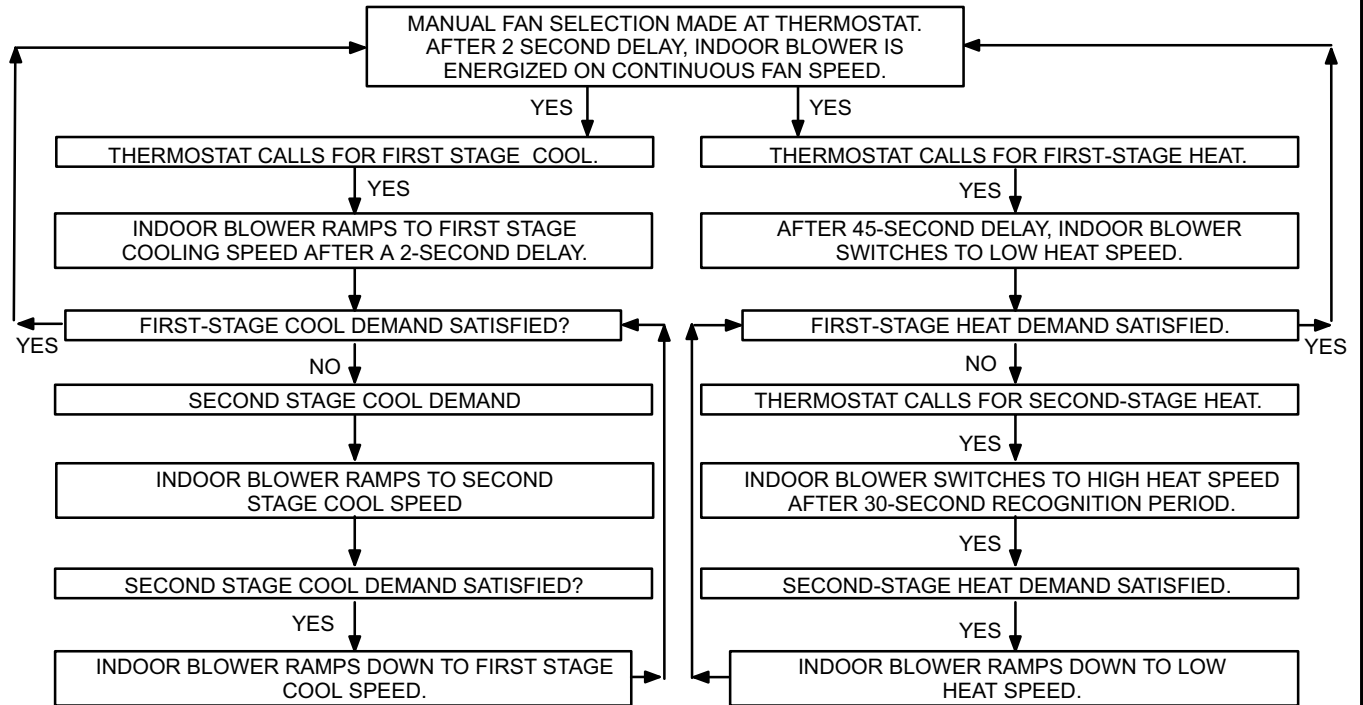 MANUAL FAN SELECTION MADE AT THERMOSTAT.
AFTER 2 SECOND DELAY, INDOOR BLOWER IS
ENERGIZED ON CONTINUOUS FAN SPEED.
YES
YES
THERMOSTAT CALLS FOR FIRST STAGE COOL.
YES
INDOOR BLOWER RAMPS TO FIRST STAGE
COOLING SPEED AFTER A 2-SECOND DELAY.
FIRST-STAGE COOL DEMAND SATISFIED?
YES
NO
SECOND STAGE COOL DEMAND
INDOOR BLOWER RAMPS TO SECOND
STAGE COOL SPEED
SECOND STAGE COOL DEMAND SATISFIED?
YES
INDOOR BLOWER RAMPS DOWN TO FIRST STAGE
COOL SPEED.
THERMOSTAT CALLS FOR FIRST-STAGE HEAT.
YES
AFTER 45-SECOND DELAY, INDOOR BLOWER
SWITCHES TO LOW HEAT SPEED.
FIRST-STAGE HEAT DEMAND SATISFIED.
YES
NO
THERMOSTAT CALLS FOR SECOND-STAGE HEAT.
YES
INDOOR BLOWER SWITCHES TO HIGH HEAT SPEED
AFTER 30-SECOND RECOGNITION PERIOD.
YES
SECOND-STAGE HEAT DEMAND SATISFIED.
YES
INDOOR BLOWER RAMPS DOWN TO LOW
HEAT SPEED.